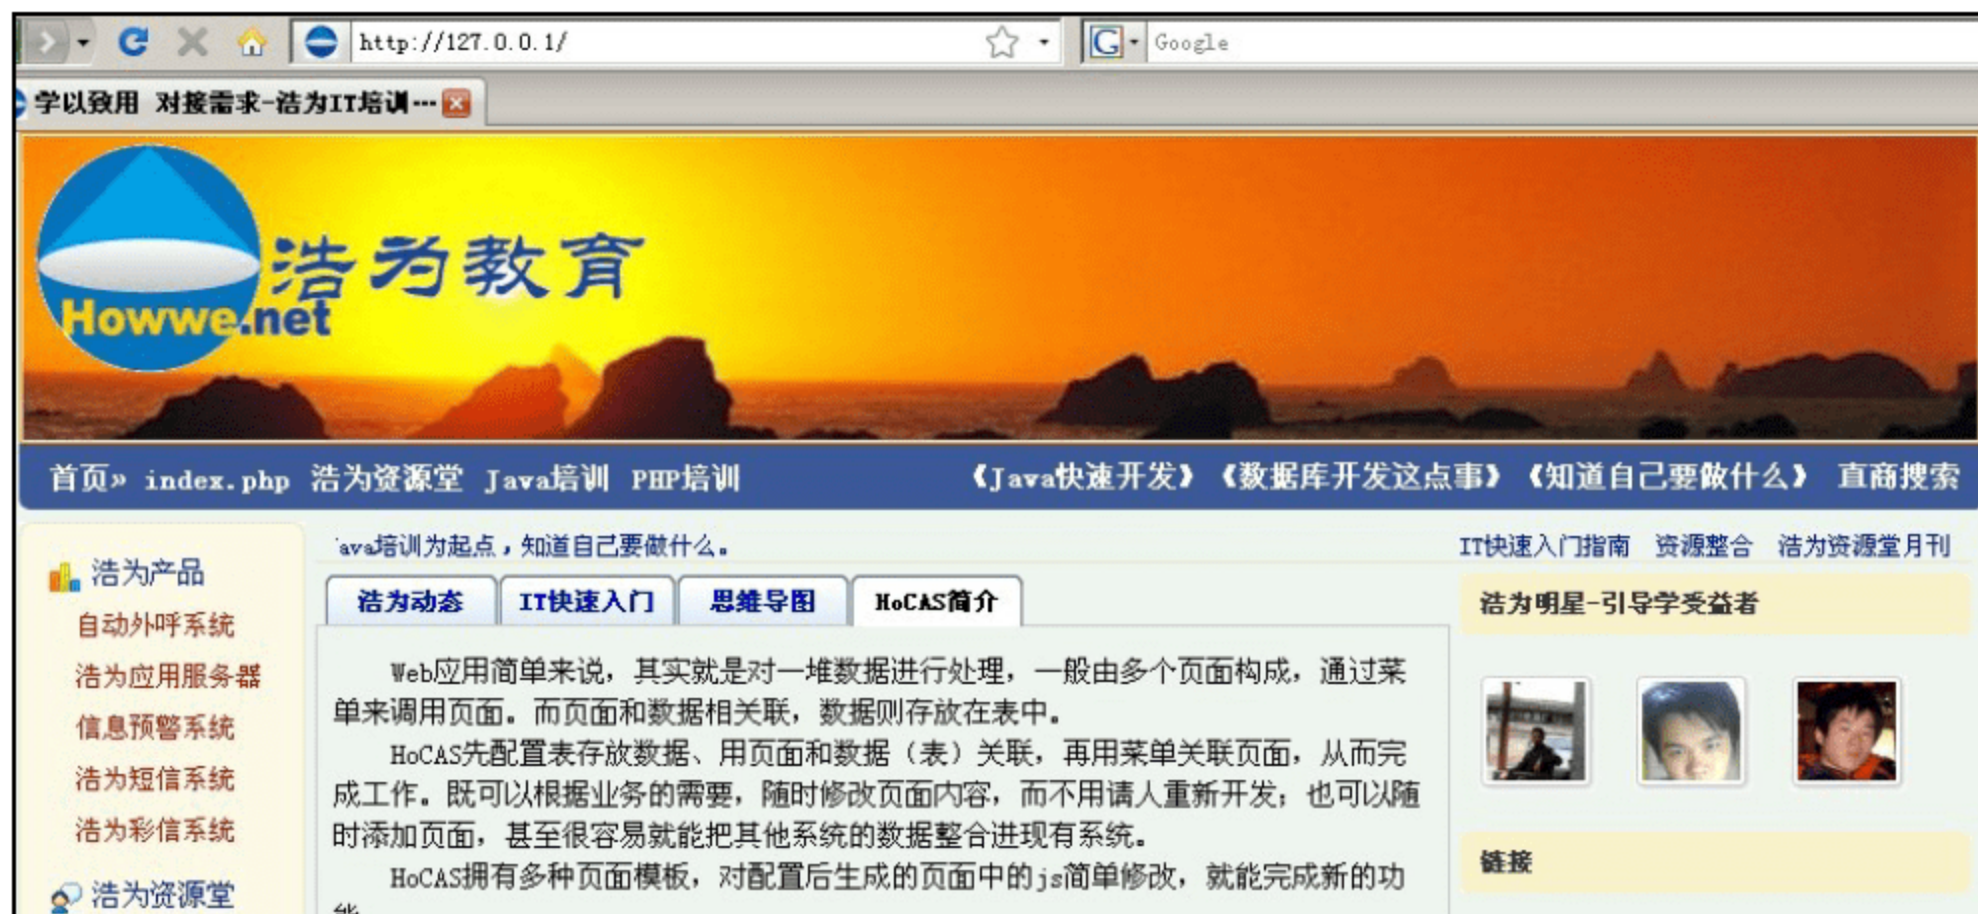 http://127.0.0.1/
Google
学以致用 对接需求-浩为IT培训…
浩为教育
Howwe.net
首页» index.php 浩为资源堂 Java培训 PHP培训 《Java快速开发》 《数据库开发这点事》 《知道自己要做什么》 直商搜索
浩为产品
自动外呼系统
浩为应用服务器
信息预警系统
浩为短信系统
浩为彩信系统
浩为资源堂
ava培训为起点，知道自己要做什么。
IT快速入门指南 资源整合 浩为资源堂月刊
浩为动态 IT快速入门 思维导图 HoCAS简介
Web应用简单来说，其实就是对一堆数据进行处理，一般由多个页面构成，通过菜
单来调用页面。而页面和数据相关联，数据则存放在表中。
HoCAS先配置表存放数据、用页面和数据（表）关联，再用菜单关联页面，从而完
成工作。既可以根据业务的需要，随时修改页面内容，而不用请人重新开发；也可以随
时添加页面，甚至很容易就能把其他系统的数据整合进现有系统。
HoCAS拥有多种页面模板，对配置后生成的页面中的js简单修改，就能完成新的功
浩为明星-引导学受益者
链接